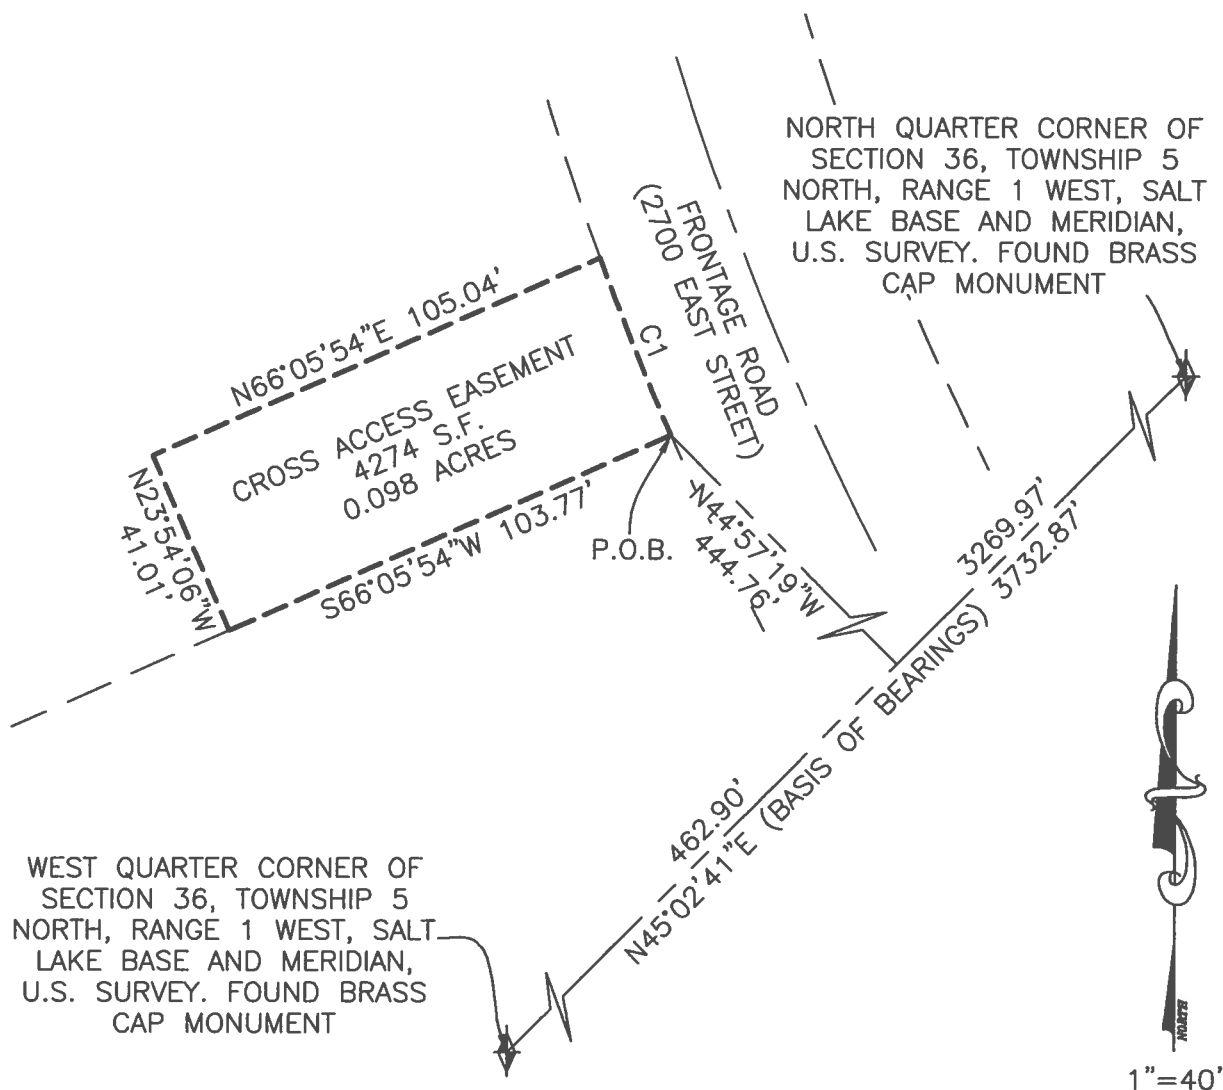 NORTH QUARTER CORNER OF
SECTION 36, TOWNSHIP 5
NORTH, RANGE 1 WEST, SALT
LAKE BASE AND MERIDIAN,
U.S. SURVEY. FOUND BRASS
CAP MONUMENT
FRONTAGE ROAD
(2700 EAST STREET)
N66°05'54"E 105.04'
C1
CROSS ACCESS EASEMENT
4274 S.F.
0.098 ACRES
N23°54'06"W
41.01'
S66°05'54"W 103.77'
P.O.B.
N44°57'19"W
444.76'
3269.97'
462.90'
N45°02'41"E (BASIS OF BEARINGS) 3732.87'
WEST QUARTER CORNER OF
SECTION 36, TOWNSHIP 5
NORTH, RANGE 1 WEST, SALT
LAKE BASE AND MERIDIAN,
U.S. SURVEY. FOUND BRASS
CAP MONUMENT
NORTH
1"=40'